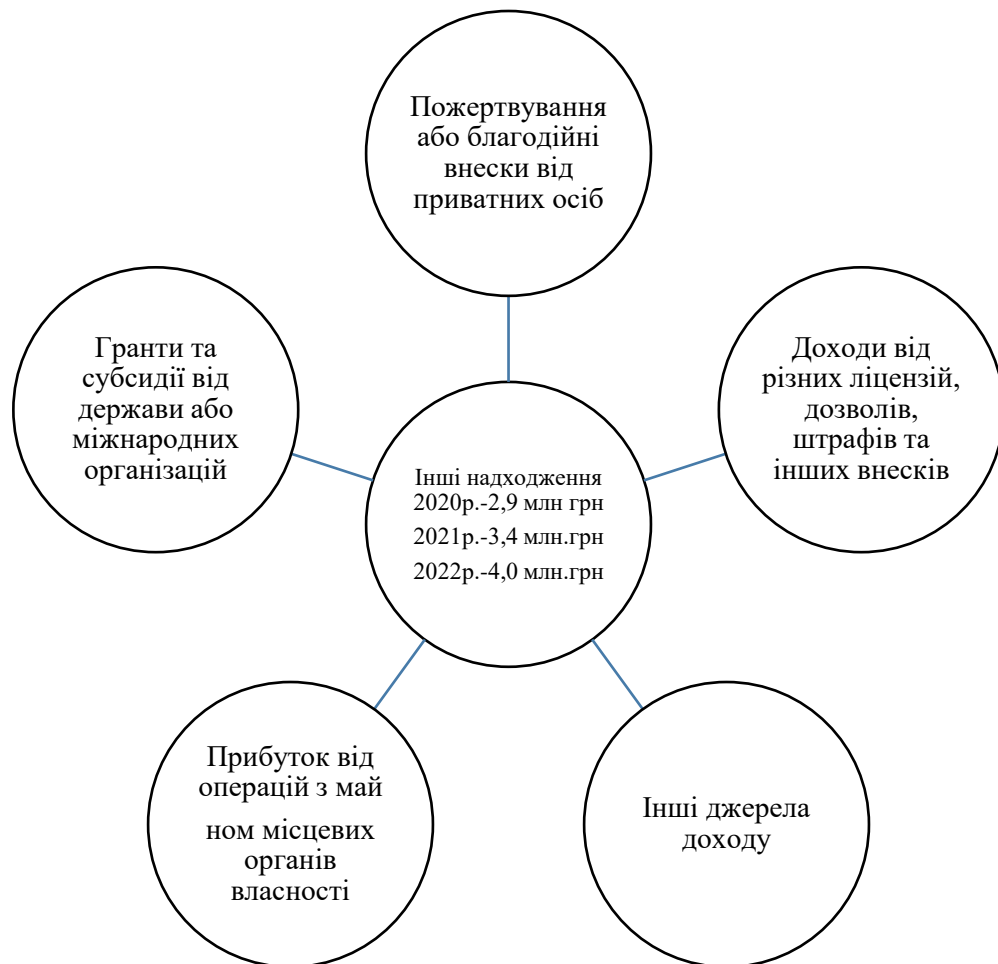 Пожертвування
або благодійні
внески від
приватних осіб
Гранти та
субсидії від
держави або
міжнародних
організацій
Доходи від
різних ліцензій,
дозволів,
штрафів та
інших внесків
Інші надходження
2020р.-2,9 млн грн
2021р.-3,4 млн.грн
2022р.-4,0 млн.грн
Прибуток від
операцій з май
ном місцевих
органів
власності
Інші джерела
доходу